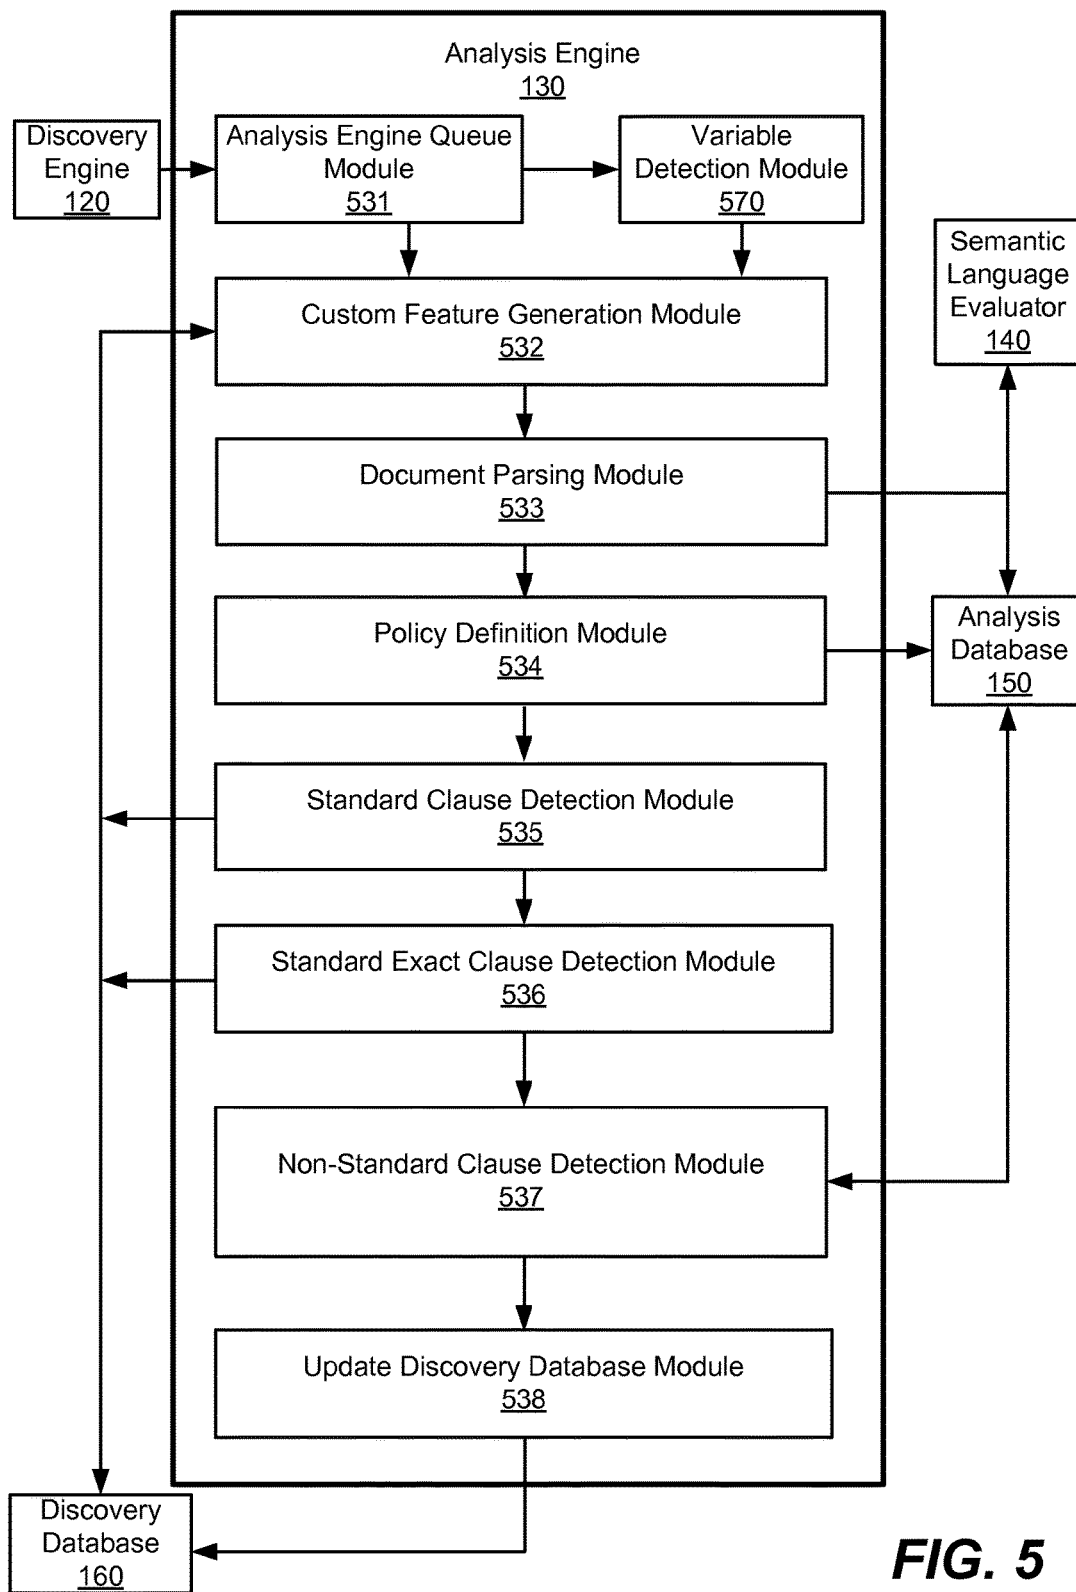 Analysis Engine
130
Discovery
Engine
120
Analysis Engine Queue
Module
531
Variable
Detection Module
570
Semantic
Language
Evaluator
140
Custom Feature Generation Module
532
Document Parsing Module
533
Policy Definition Module
534
Analysis
Database
150
Standard Clause Detection Module
535
Standard Exact Clause Detection Module
536
Non-Standard Clause Detection Module
537
Update Discovery Database Module
538
Discovery
Database
160
FIG. 5